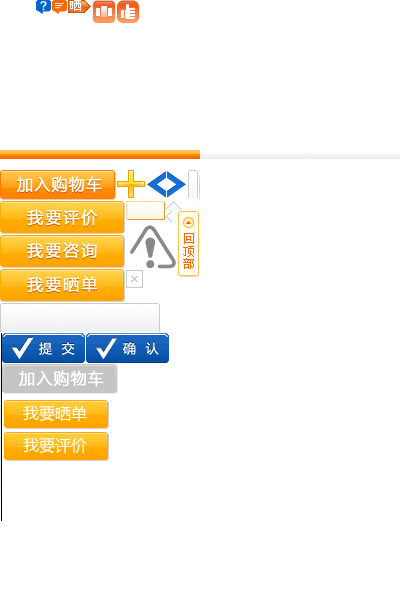 ?
晒
加入购物车
我要评价
回顶部
我要咨询
我要晒单
提 交
确 认
加入购物车
我要晒单
我要评价